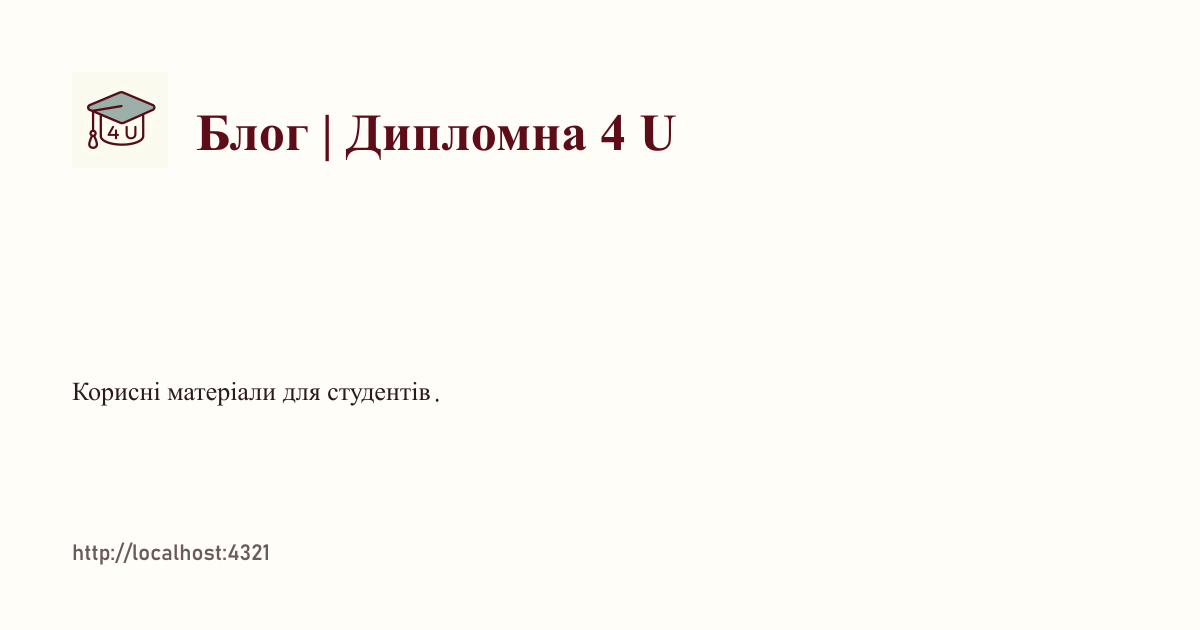 4 U
Блог | Дипломна 4 U
Корисні матеріали для студентів.
http://localhost:4321